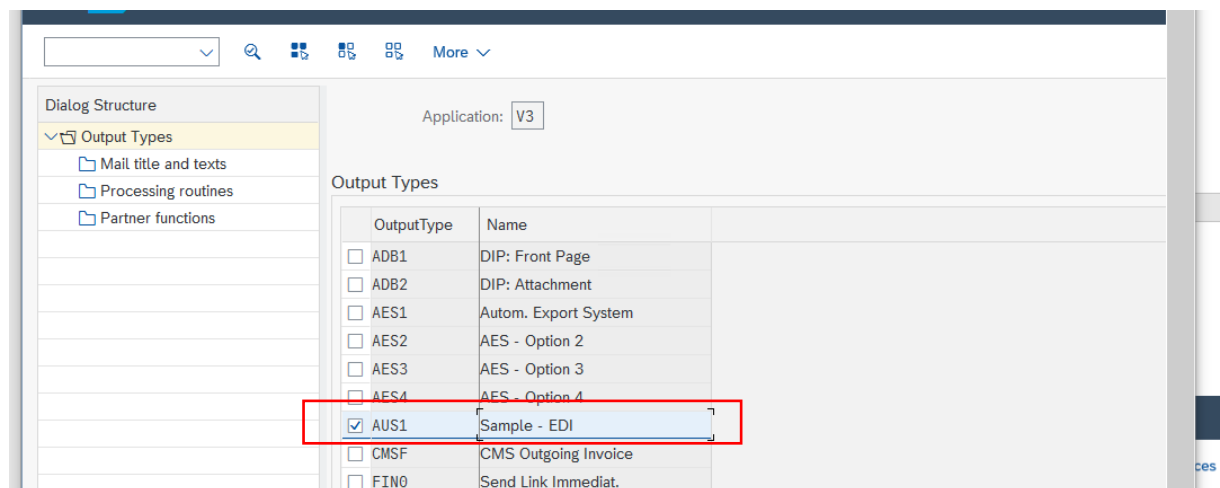 More
Dialog Structure
Output Types
Mail title and texts
Processing routines
Partner functions
Application: V3
Output Types
OutputType Name
ADB1 DIP: Front Page
ADB2 DIP: Attachment
AES1 Autom. Export System
AES2 AES - Option 2
AES3 AES - Option 3
AES4 AES - Option 4
AUS1 Sample - EDI
CMSF CMS Outgoing Invoice
FIN0 Send Link Immediat.
ces